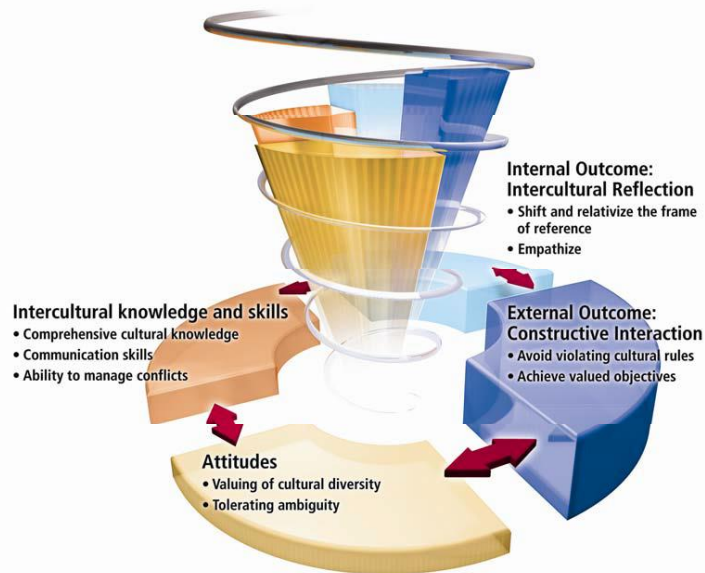 Internal Outcome:
Intercultural Reflection
• Shift and relativize the frame
of reference
• Empathize
Intercultural knowledge and skills
• Comprehensive cultural knowledge
• Communication skills
• Ability to manage conflicts
External Outcome:
Constructive Interaction
• Avoid violating cultural rules
• Achieve valued objectives
Attitudes
• Valuing of cultural diversity
• Tolerating ambiguity